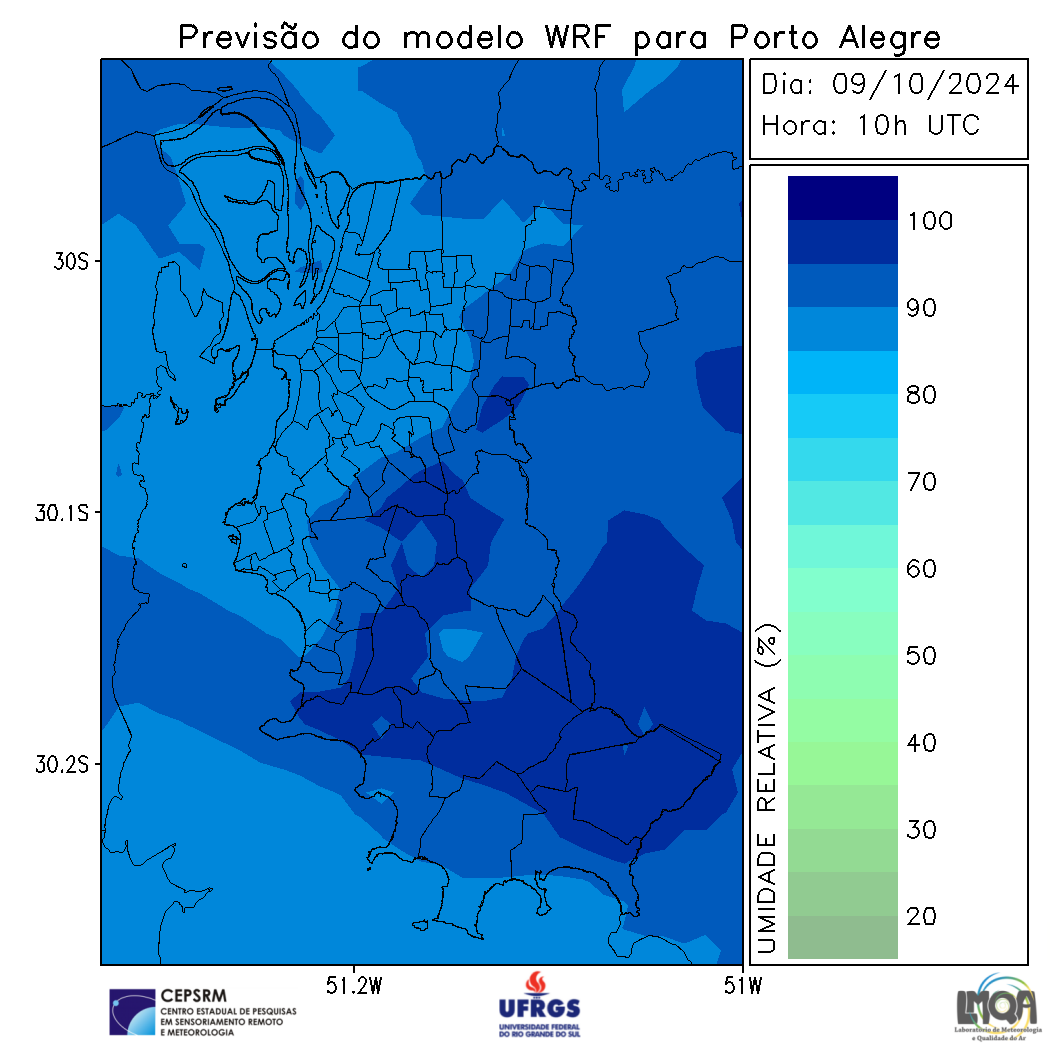 Previsão do modelo WRF para Porto Alegre
Dia: 09/10/2024
Hora: 10h UTC
30S
30.1S
30.2S
51.2W
51W
100
90
80
70
60
50
40
30
20
UMIDADE RELATIVA (%)
CEPSRM
CENTRO ESTADUAL DE PESQUISAS
EM SENSORIAMENTO REMOTO
E METEOROLOGIA
UFRGS
UNIVERSIDADE FEDERAL
DO RIO GRANDE DO SUL
LMQA
Laboratório de Meteorologia
e Qualidade do Ar